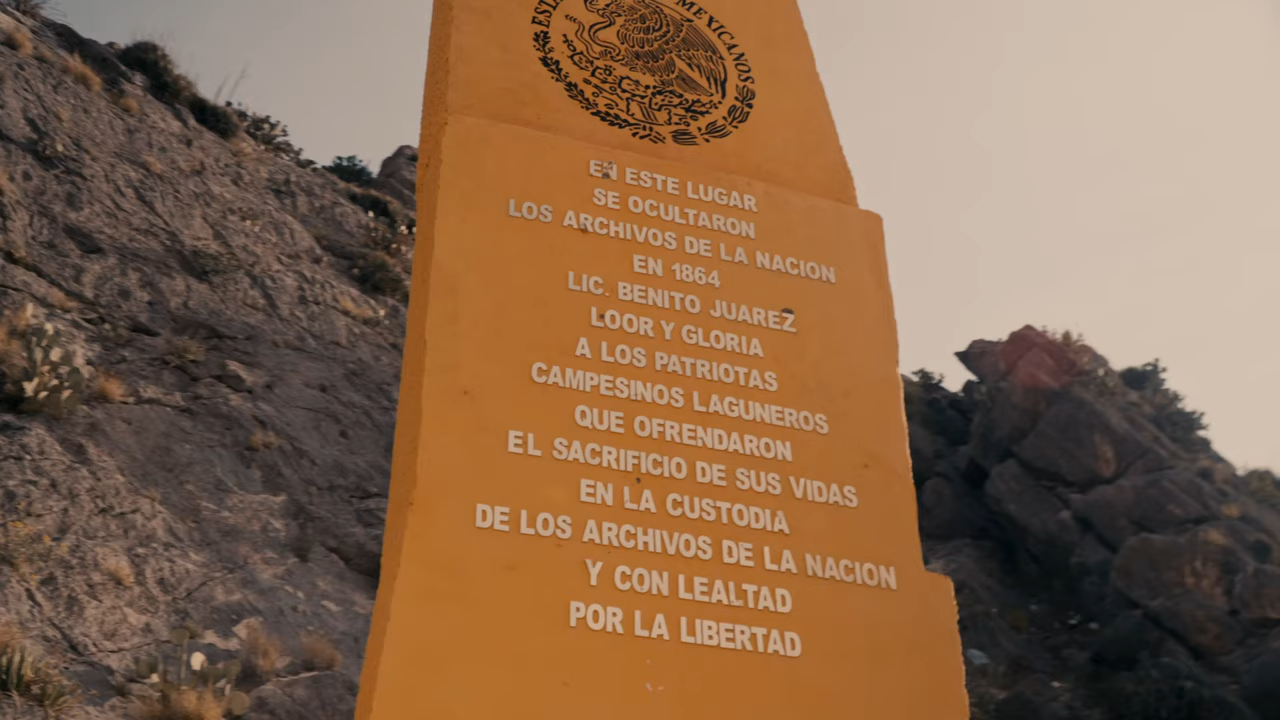 ESTA MEXICANOS
EN ESTE LUGAR
SE OCULTARON
LOS ARCHIVOS DE LA NACION
EN 1864
LIC. BENITO JUAREZ
LOOR Y GLORIA
A LOS PATRIOTAS
CAMPESINOS LAGUNEROS
QUE OFRENDARON
EL SACRIFICIO DE SUS VIDAS
EN LA CUSTODIA
DE LOS ARCHIVOS DE LA NACION
Y CON LEALTAD
POR LA LIBERTAD